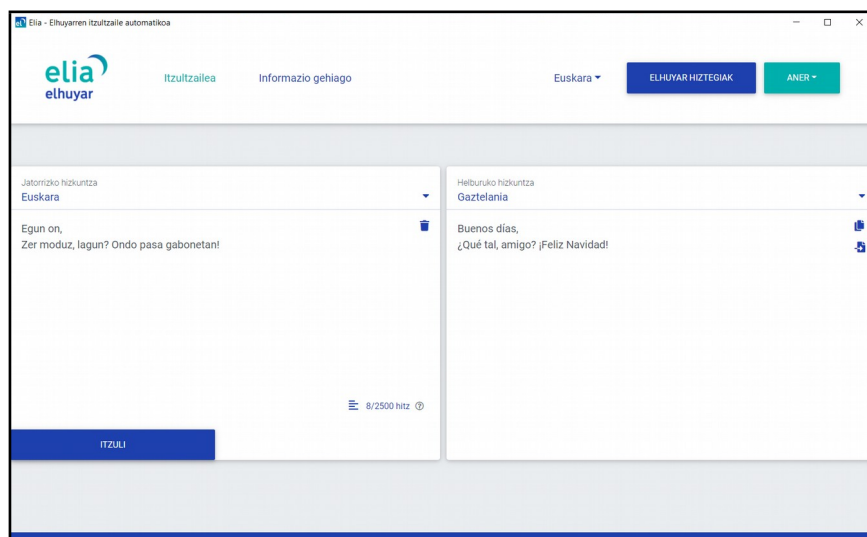 Elia - Elhuyarren itzultzaile automatikoa
elia
elhuyar
Itzultzailea
Informazio gehiago
Euskara
ELHUYAR HIZTEGIAK
ANER
Jatorrizko hizkuntza
Euskara
Egun on,
Zer moduz, lagun? Ondo pasa gabonetan!
8/2500 hitz
ITZULI
Helburuko hizkuntza
Gaztelania
Buenos días,
¿Qué tal, amigo? ¡Feliz Navidad!